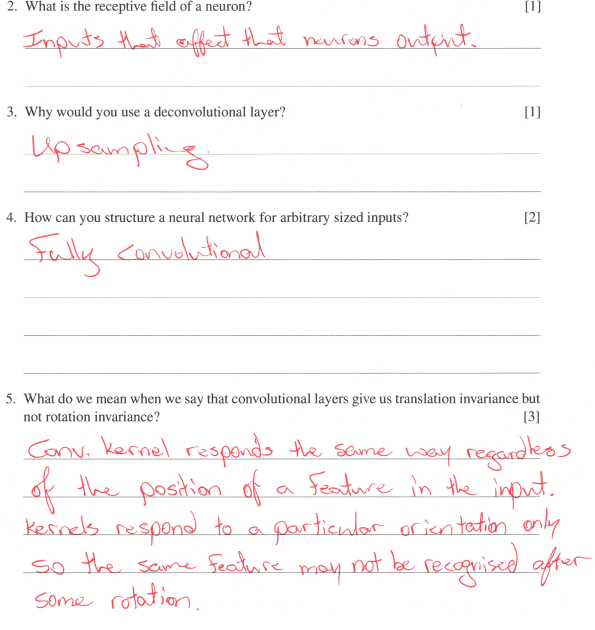 2. What is the receptive field of a neuron? [1]
Inputs that affect that neurons output.
3. Why would you use a deconvolutional layer? [1]
Upsampling.
4. How can you structure a neural network for arbitrary sized inputs? [2]
Fully convolutional
5. What do we mean when we say that convolutional layers give us translation invariance but
not rotation invariance? [3]
Conv. kernel responds the same way regardless
of the position of a feature in the input.
Kernels respond to a particular orientation only
so the same feature may not be recognised after
some rotation.